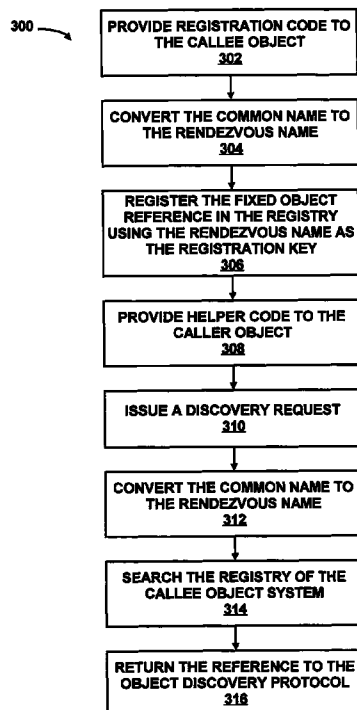 300
PROVIDE REGISTRATION CODE TO
THE CALLEE OBJECT
302
CONVERT THE COMMON NAME TO
THE RENDEZVOUS NAME
304
REGISTER THE FIXED OBJECT
REFERENCE IN THE REGISTRY
USING THE RENDEZVOUS NAME AS
THE REGISTRATION KEY
306
PROVIDE HELPER CODE TO THE
CALLER OBJECT
308
ISSUE A DISCOVERY REQUEST
310
CONVERT THE COMMON NAME TO
THE RENDEZVOUS NAME
312
SEARCH THE REGISTRY OF THE
CALLEE OBJECT SYSTEM
314
RETURN THE REFERENCE TO THE
OBJECT DISCOVERY PROTOCOL
316